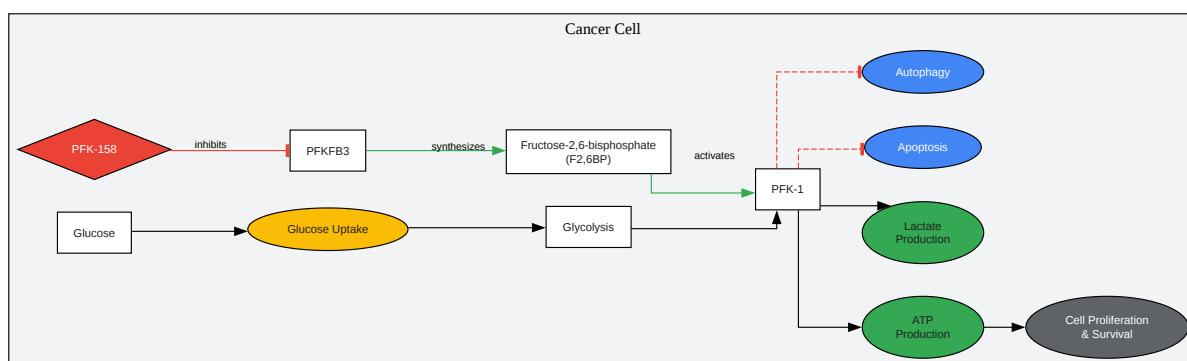 Cancer Cell
Autophagy
PFK-158
inhibits
PFKFB3
synthesizes
Fructose-2,6-bisphosphate
(F2,6BP)
activates
Apoptosis
PFK-1
Glucose
Glucose Uptake
Glycolysis
Lactate
Production
ATP
Production
Cell Proliferation
& Survival